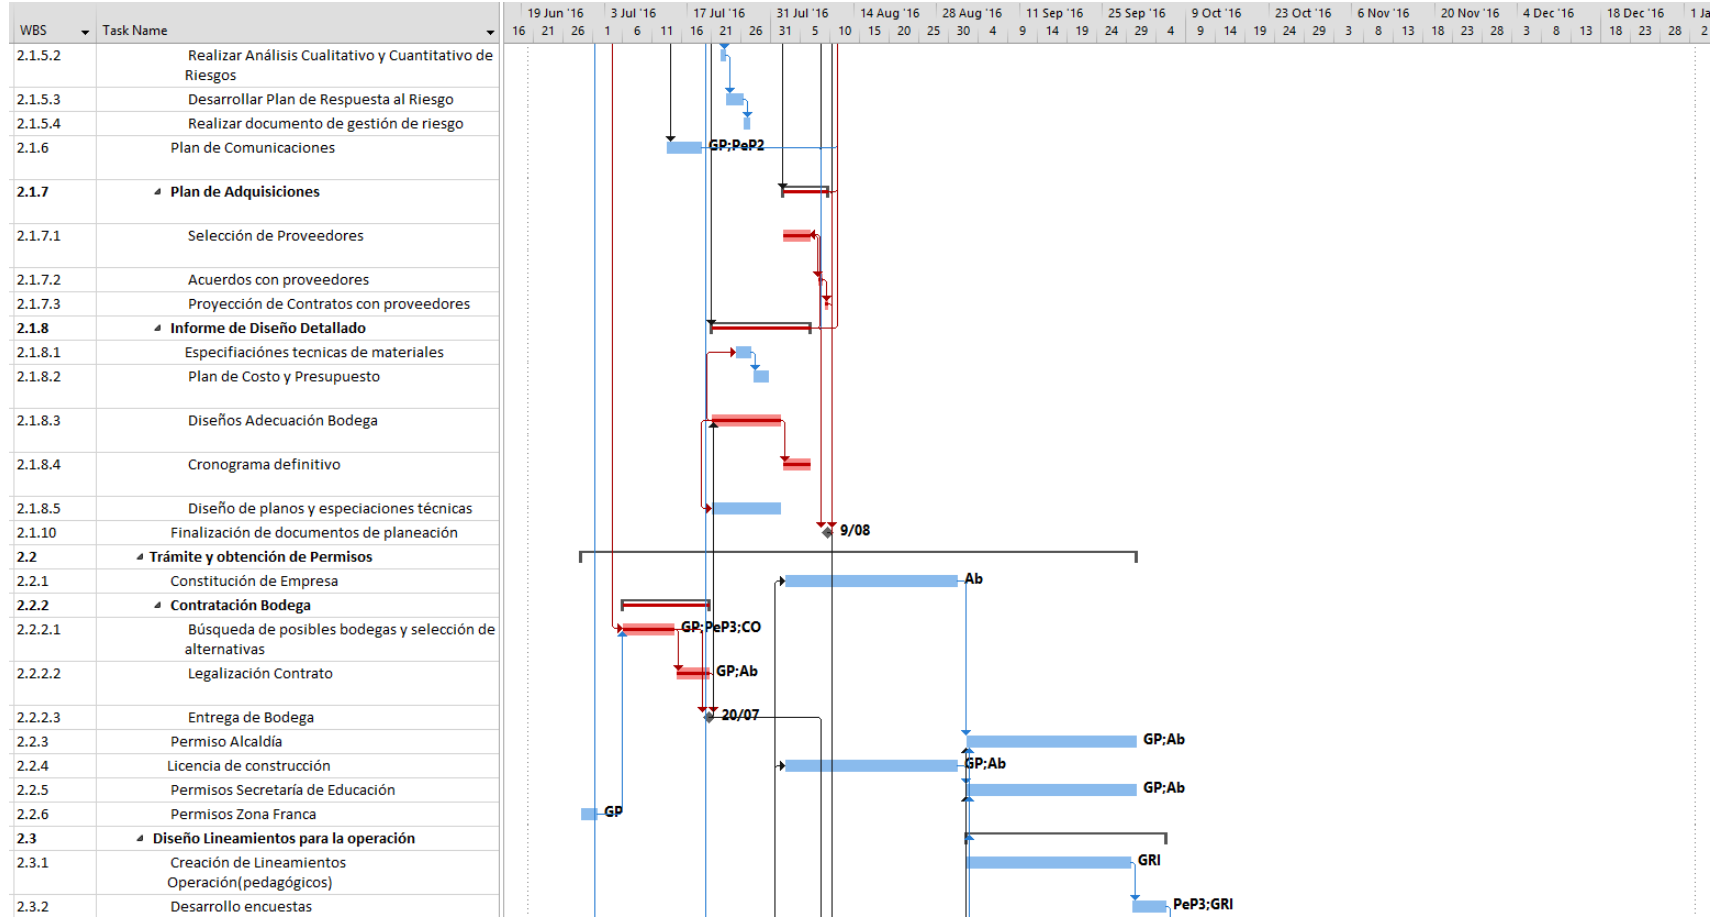 19 Jun '16 3 Jul '16 17 Jul '16 31 Jul '16 14 Aug '16 28 Aug '16 11 Sep '16 25 Sep '16 9 Oct '16 23 Oct '16 6 Nov '16 20 Nov '16 4 Dec '16 18 Dec '16 1 Ja
WBS Task Name 16 21 26 1 6 11 16 21 26 31 5 10 15 20 25 30 4 9 14 19 24 29 4 9 14 19 24 29 3 8 13 18 23 28 3 8 13 18 23 28 2
2.1.5.2 Realizar Análisis Cualitativo y Cuantitativo de
Riesgos
2.1.5.3 Desarrollar Plan de Respuesta al Riesgo
2.1.5.4 Realizar documento de gestión de riesgo
2.1.6 Plan de Comunicaciones GP;PeP2
2.1.7 Plan de Adquisiciones
2.1.7.1 Selección de Proveedores
2.1.7.2 Acuerdos con proveedores
2.1.7.3 Proyección de Contratos con proveedores
2.1.8 Informe de Diseño Detallado
2.1.8.1 Especifiaciónes tecnicas de materiales
2.1.8.2 Plan de Costo y Presupuesto
2.1.8.3 Diseños Adecuación Bodega
2.1.8.4 Cronograma definitivo
2.1.8.5 Diseño de planos y especiaciones técnicas
2.1.10 Finalización de documentos de planeación 9/08
2.2 Trámite y obtención de Permisos
2.2.1 Constitución de Empresa Ab
2.2.2 Contratación Bodega
2.2.2.1 Búsqueda de posibles bodegas y selección de GP;PeP3;CO
alternativas
2.2.2.2 Legalización Contrato GP;Ab
2.2.2.3 Entrega de Bodega 20/07
2.2.3 Permiso Alcaldía GP;Ab
2.2.4 Licencia de construcción GP;Ab
2.2.5 Permisos Secretaría de Educación GP;Ab
2.2.6 Permisos Zona Franca GP
2.3 Diseño Lineamientos para la operación
2.3.1 Creación de Lineamientos GRI
Operación(pedagógicos)
2.3.2 Desarrollo encuestas PeP3;GRI